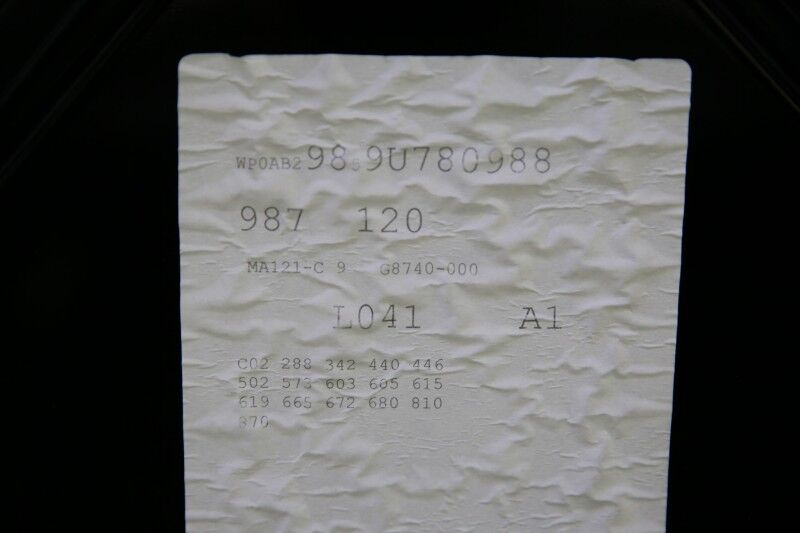 WP0AB298 9U780988
987 120
MA121-C 9 G8740-000
L041 A1
C02 288 342 440 446
502 573 603 605 615
619 665 672 680 810
870